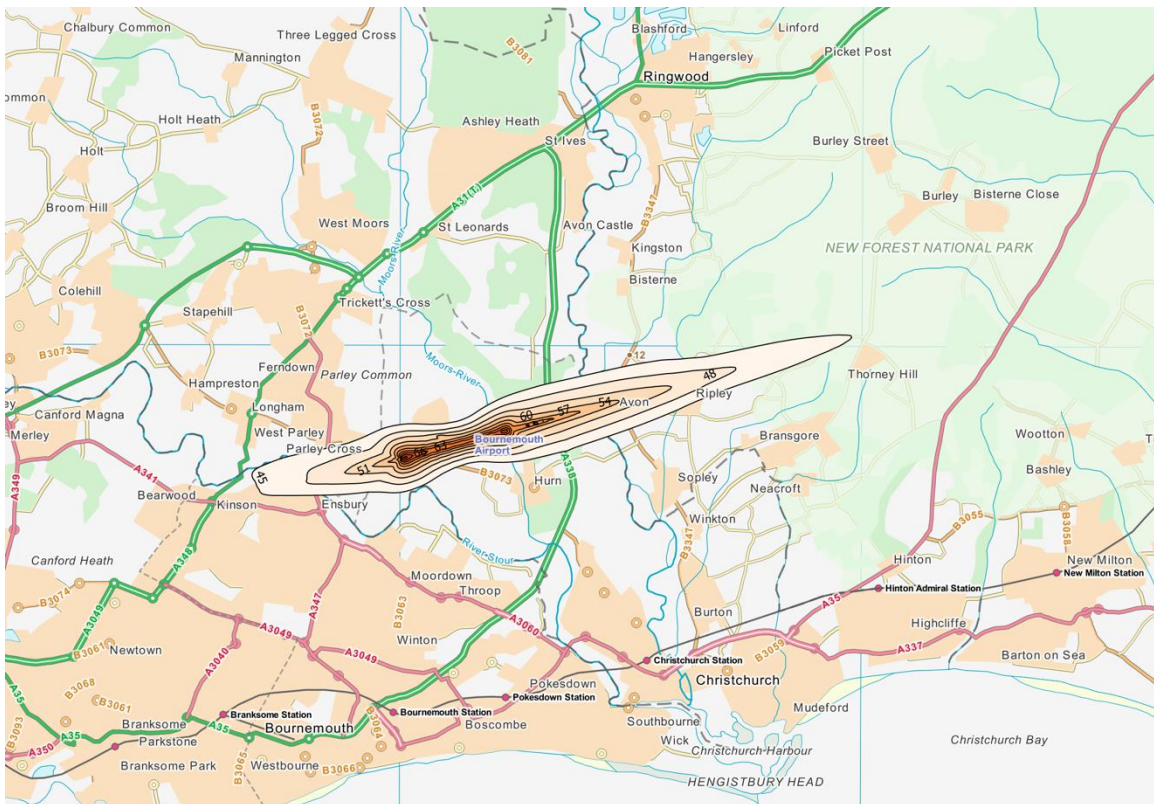 Chalbury Common
Three Legged Cross
Blashford
Linford
Mannington
B3081
Hangersley
Picket Post
Ringwood
ommon
B3072
Holt Heath
Ashley Heath
St Ives
Burley Street
Holt
A31(T)
B3347
Burley
Bisterne Close
Broom Hill
West Moors
St Leonards
Avon Castle
Kingston
NEW FOREST NATIONAL PARK
Moors-River
Bisterne
Colehill
Stapehill
Trickett's Cross
B3072
B3073
Ferndown
Parley Common
Moors-River
12
Hampreston
48
Thorney Hill
ey
Canford Magna
Longham
60
57
54
Avon
Ripley
Merley
West Parley
Bournemouth
Airport
Bransgore
Wootton
Parley Cross
51
45
A341
B3073
A338
Hurn
Sopley
Neacroft
Bashley
A349
Bearwood
Kinson
Ensbury
Winkton
B3055
B3058
Canford Heath
A348
River-Stour
B3347
Hinton
New Milton
New Milton Station
B3074
Moordown
Throop
Hinton Admiral Station
A3049
A347
B3063
A3060
Burton
A35
Highcliffe
B3061
Newtown
A3049
Winton
B3059
A337
Barton on Sea
A3040
A3049
Christchurch Station
Christchurch
B3068
B3061
Pokesdown
Pokesdown Station
A35
B3093
Branksome
Branksome Station
Bournemouth Station
Boscombe
Southbourne
Mudeford
A35
A35
Bournemouth
B3064
Wick
Christchurch-Harbour
Christchurch Bay
A350
Parkstone
Branksome Park
B3065
Westbourne
B3066
HENGISTBURY HEAD